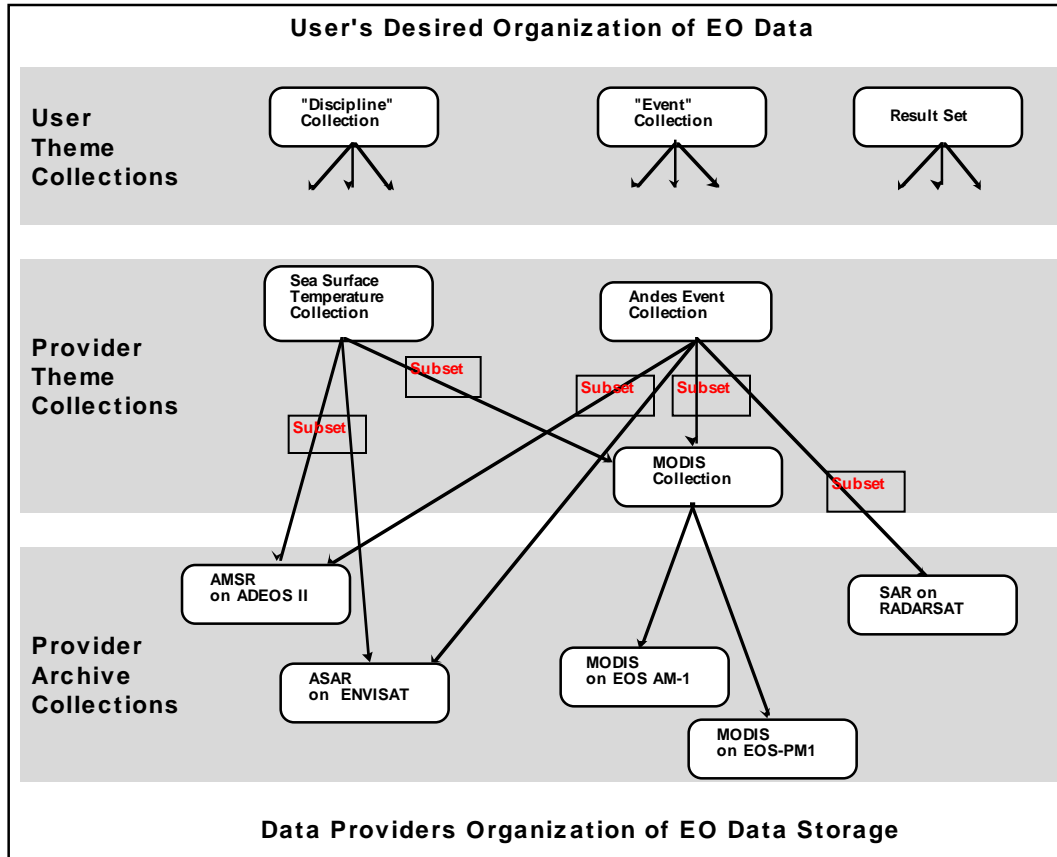 User's Desired Organization of EO Data
User
Theme
Collections
"Discipline"
Collection
"Event"
Collection
Result Set
Provider
Theme
Collections
Sea Surface
Temperature
Collection
Andes Event
Collection
Subset
Subset
Subset
Subset
MODIS
Collection
Subset
Provider
Archive
Collections
AMSR
on ADEOS II
SAR on
RADARSAT
ASAR
on ENVISAT
MODIS
on EOS AM-1
MODIS
on EOS-PM1
Data Providers Organization of EO Data Storage